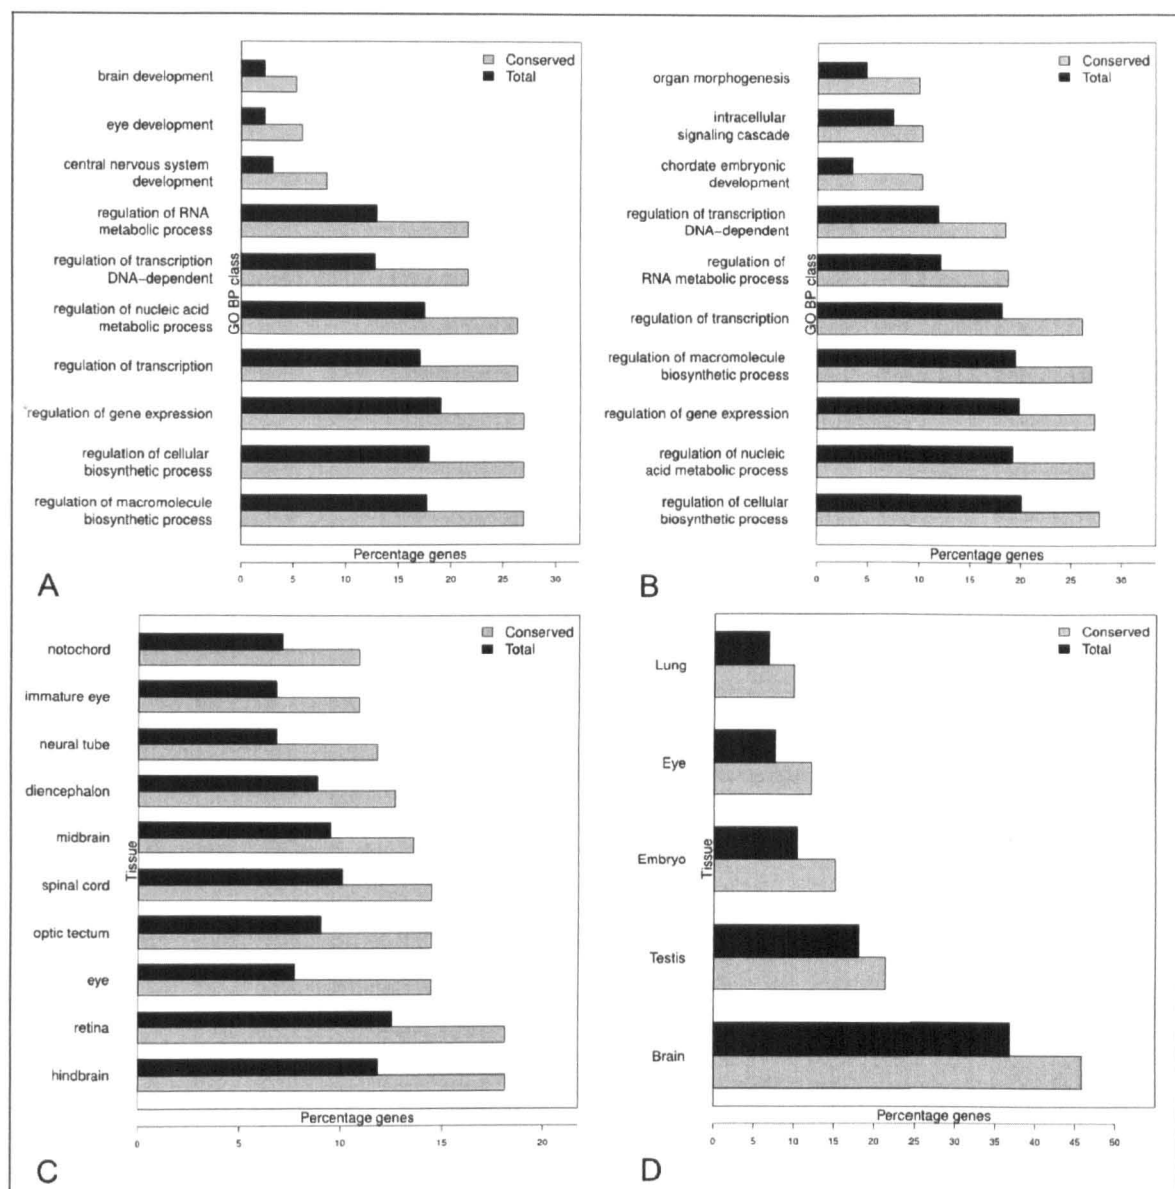 Conserved
Total
brain development
eye development
central nervous system
development
regulation of RNA
metabolic process
regulation of transcription
DNA-dependent
regulation of nucleic acid
metabolic process
regulation of transcription
regulation of gene expression
regulation of cellular
biosynthetic process
regulation of macromolecule
biosynthetic process
GO BP class
Percentage genes
0 5 10 15 20 25 30
A
Conserved
Total
organ morphogenesis
intracellular
signaling cascade
chordate embryonic
development
regulation of transcription
DNA-dependent
regulation of
RNA metabolic process
regulation of transcription
regulation of macromolecule
biosynthetic process
regulation of gene expression
regulation of nucleic
acid metabolic process
regulation of cellular
biosynthetic process
GO BP class
Percentage genes
0 5 10 15 20 25 30
B
Conserved
Total
notochord
immature eye
neural tube
diencephalon
midbrain
spinal cord
optic tectum
eye
retina
hindbrain
Tissue
Percentage genes
0 5 10 15 20
C
Conserved
Total
Lung
Eye
Embryo
Testis
Brain
Tissue
Percentage genes
0 5 10 15 20 25 30 35 40 45 50
D